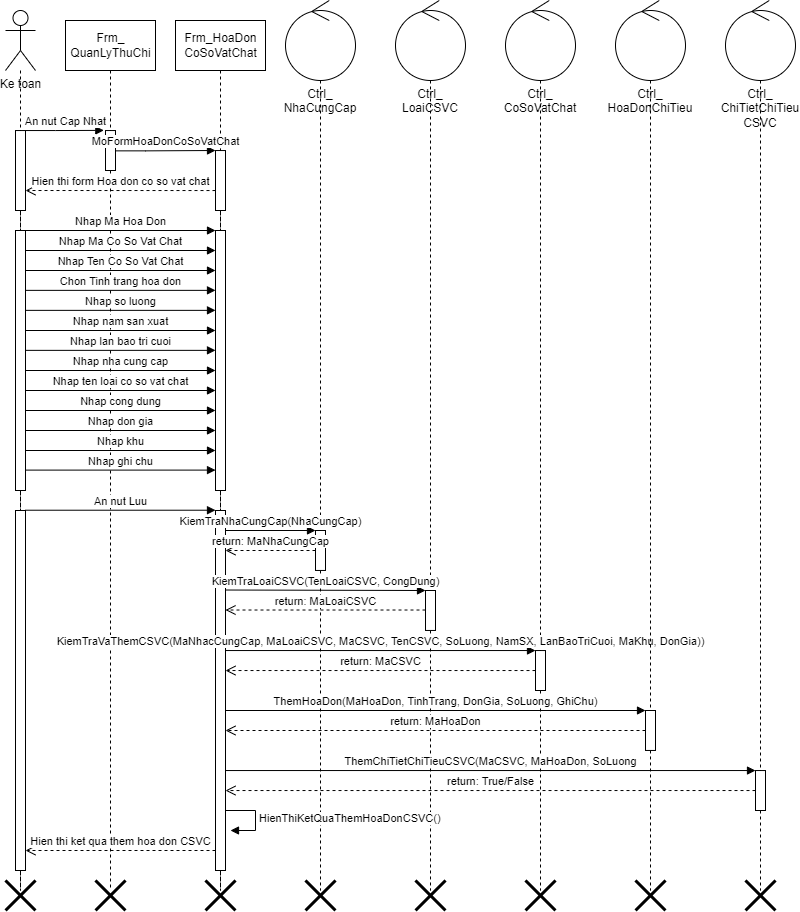 Ke toan
Frm_
QuanLyThuChi
Frm_HoaDon
CoSoVatChat
Ctrl_
NhaCungCap
Ctrl_
LoaiCSVC
Ctrl_
CoSoVatChat
Ctrl_
HoaDonChiTieu
Ctrl_
ChiTietChiTieu
CSVC
An nut Cap Nhat
MoFormHoaDonCoSoVatChat
Hien thi form Hoa don co so vat chat
Nhap Ma Hoa Don
Nhap Ma Co So Vat Chat
Nhap Ten Co So Vat Chat
Chon Tinh trang hoa don
Nhap so luong
Nhap nam san xuat
Nhap lan bao tri cuoi
Nhap nha cung cap
Nhap ten loai co so vat chat
Nhap cong dung
Nhap don gia
Nhap khu
Nhap ghi chu
An nut Luu
KiemTraNhaCungCap(NhaCungCap)
return: MaNhaCungCap
KiemTraLoaiCSVC(TenLoaiCSVC, CongDung)
return: MaLoaiCSVC
KiemTraVaThemCSVC(MaNhacCungCap, MaLoaiCSVC, MaCSVC, TenCSVC, SoLuong, NamSX, LanBaoTriCuoi, MaKhu, DonGia))
return: MaCSVC
ThemHoaDon(MaHoaDon, TinhTrang, DonGia, SoLuong, GhiChu)
return: MaHoaDon
ThemChiTietChiTieuCSVC(MaCSVC, MaHoaDon, SoLuong
return: True/False
HienThiKetQuaThemHoaDonCSVC()
Hien thi ket qua them hoa don CSVC